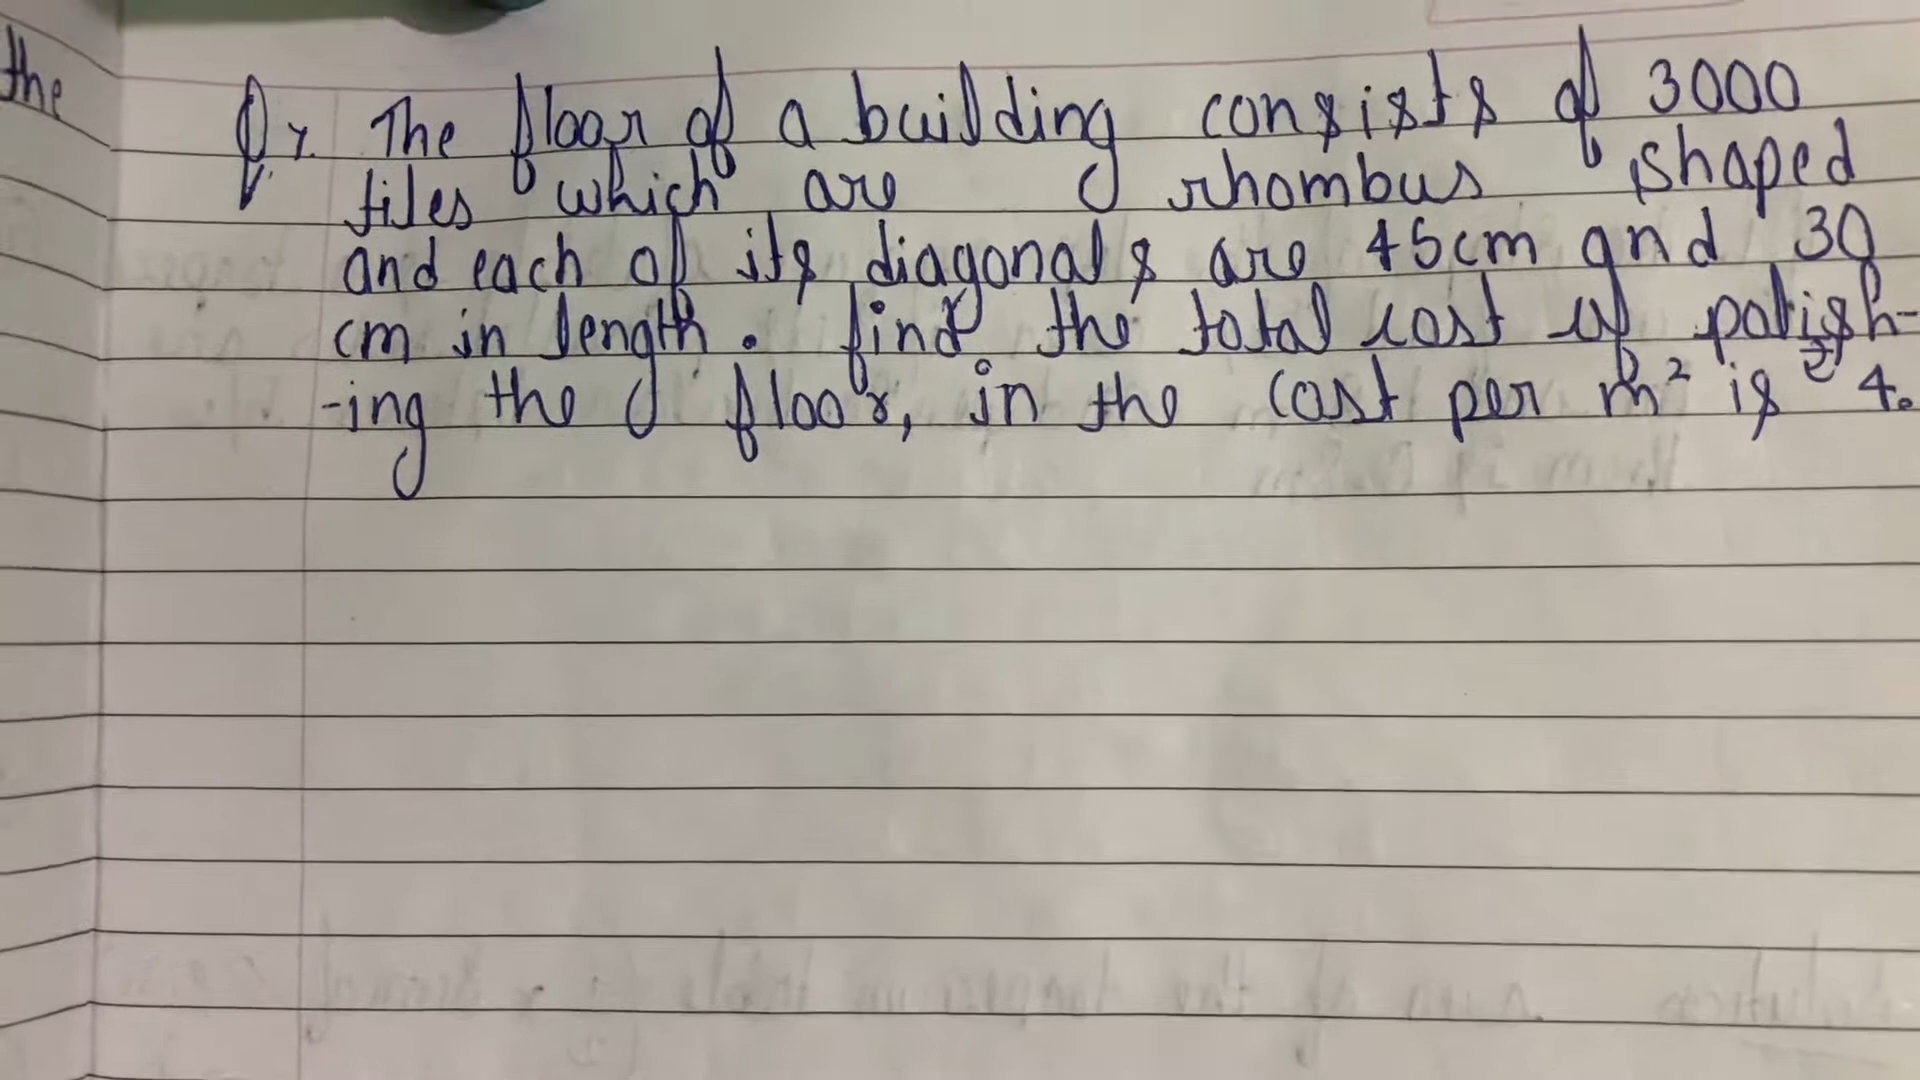 the
Q7. The floor of a building consists of 3000
tiles which are rhombus shaped
and each of its diagonals are 45cm and 30
cm in length. find the total cost of polish-
-ing the floor, in the cost per m² is ₹ 4.